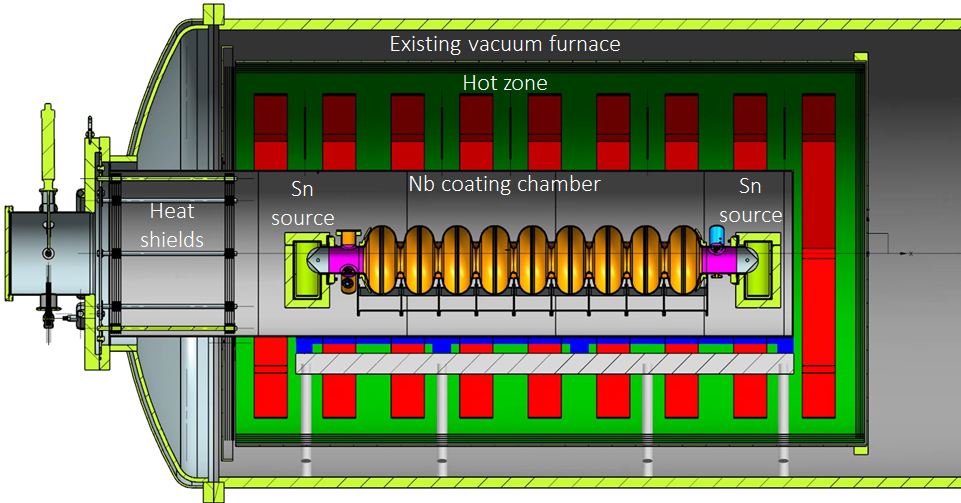 Existing vacuum furnace
Hot zone
Nb coating chamber
Sn
source
Sn
source
Heat
shields
x